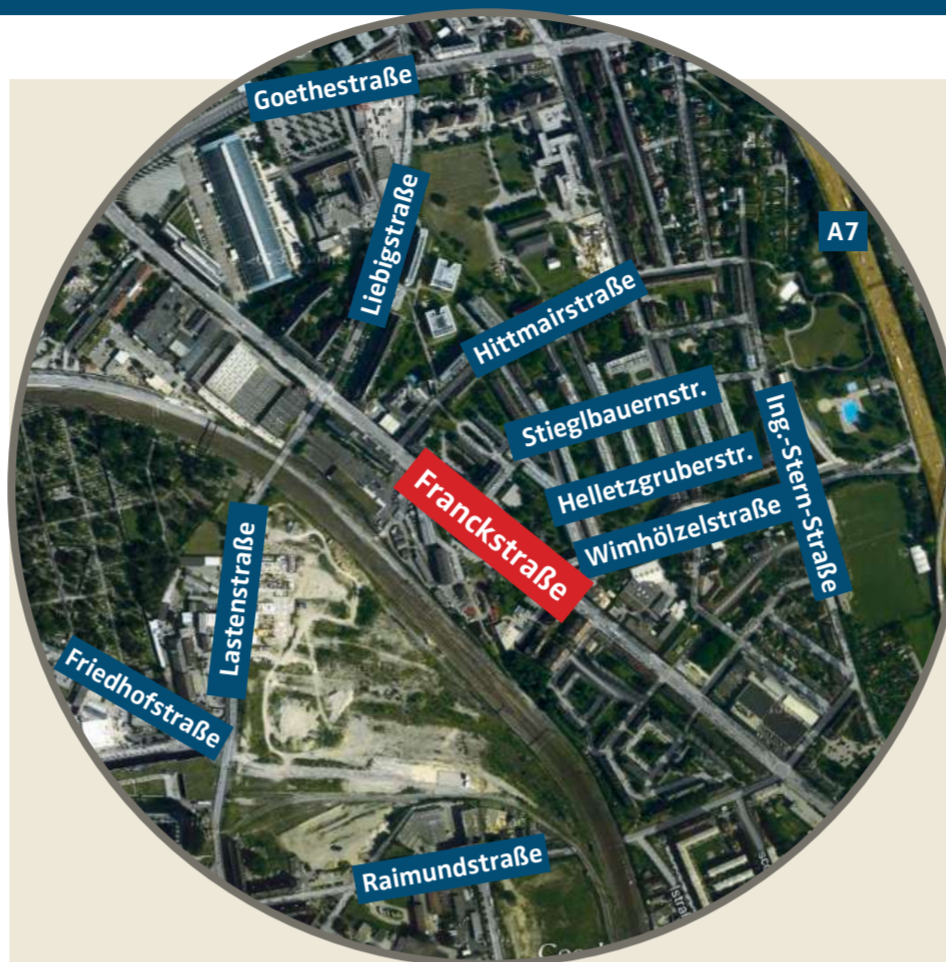 Goethestraße
Liebigstraße
A7
Hittmairstraße
Stieglbauernstr.
Ing.-Stern-Straße
Helletzgruberstr.
Franckstraße
Wimhölzelstraße
Lastenstraße
Friedhofstraße
Raimundstraße